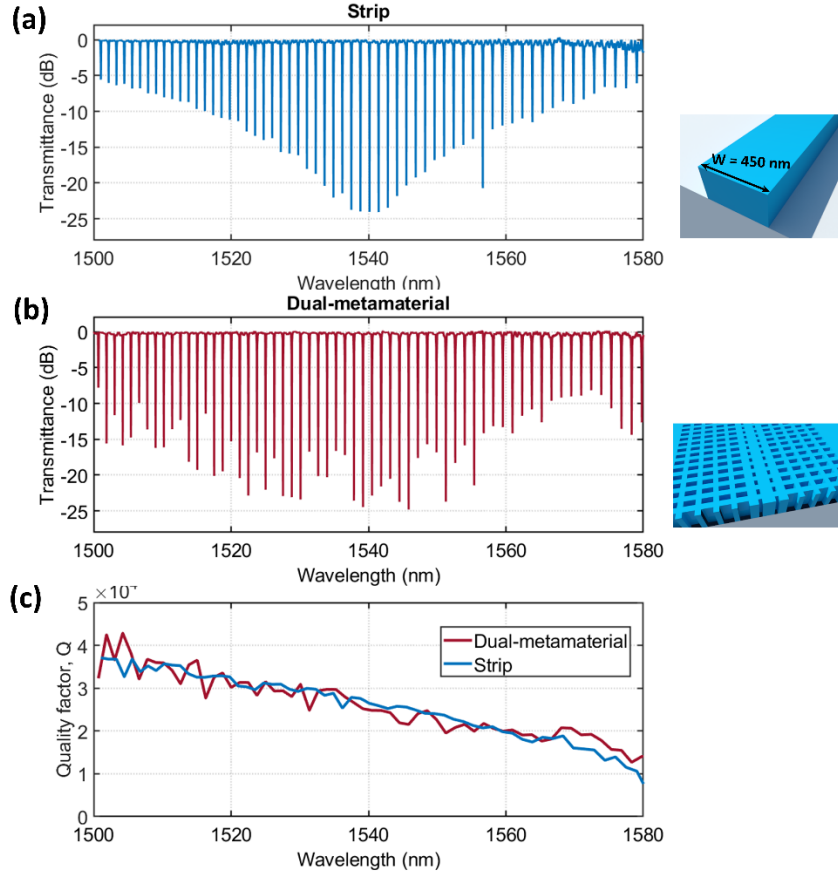 (a)
Strip
Transmittance (dB)
0
-5
-10
-15
-20
-25
1500
1520
1540
1560
1580
Wavelength (nm)
W = 450 nm
(b)
Dual-metamaterial
Transmittance (dB)
0
-5
-10
-15
-20
-25
1500
1520
1540
1560
1580
Wavelength (nm)
(c)
Quality factor, Q
5
4
3
2
1
0
Dual-metamaterial
Strip
1500
1520
1540
1560
1580
Wavelength (nm)